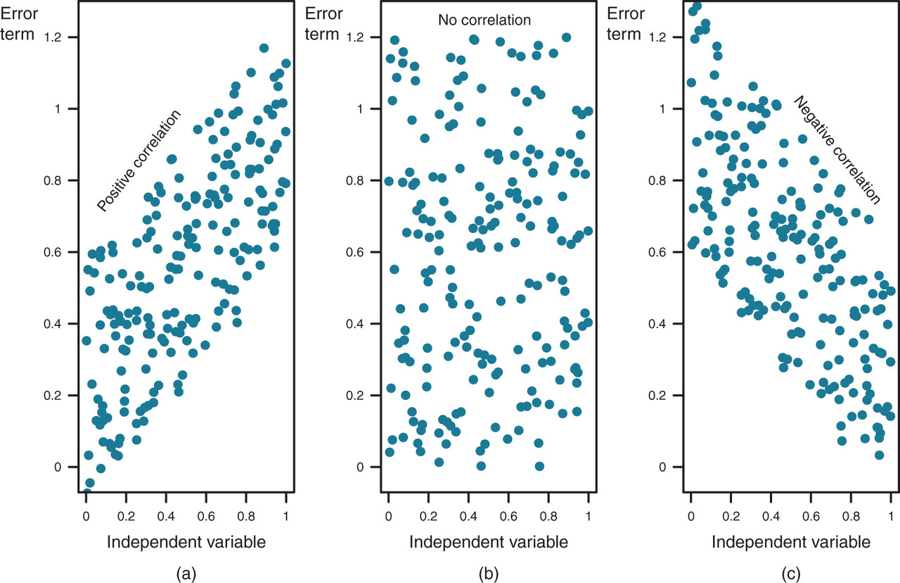 Error
term
1.2
1
0.8
0.6
0.4
0.2
0
Positive correlation
0 0.2 0.4 0.6 0.8 1
Independent variable
(a)
Error
term
1.2
1
0.8
0.6
0.4
0.2
0
No correlation
0 0.2 0.4 0.6 0.8 1
Independent variable
(b)
Error
term
1.2
1
0.8
0.6
0.4
0.2
0
Negative correlation
0 0.2 0.4 0.6 0.8 1
Independent variable
(c)